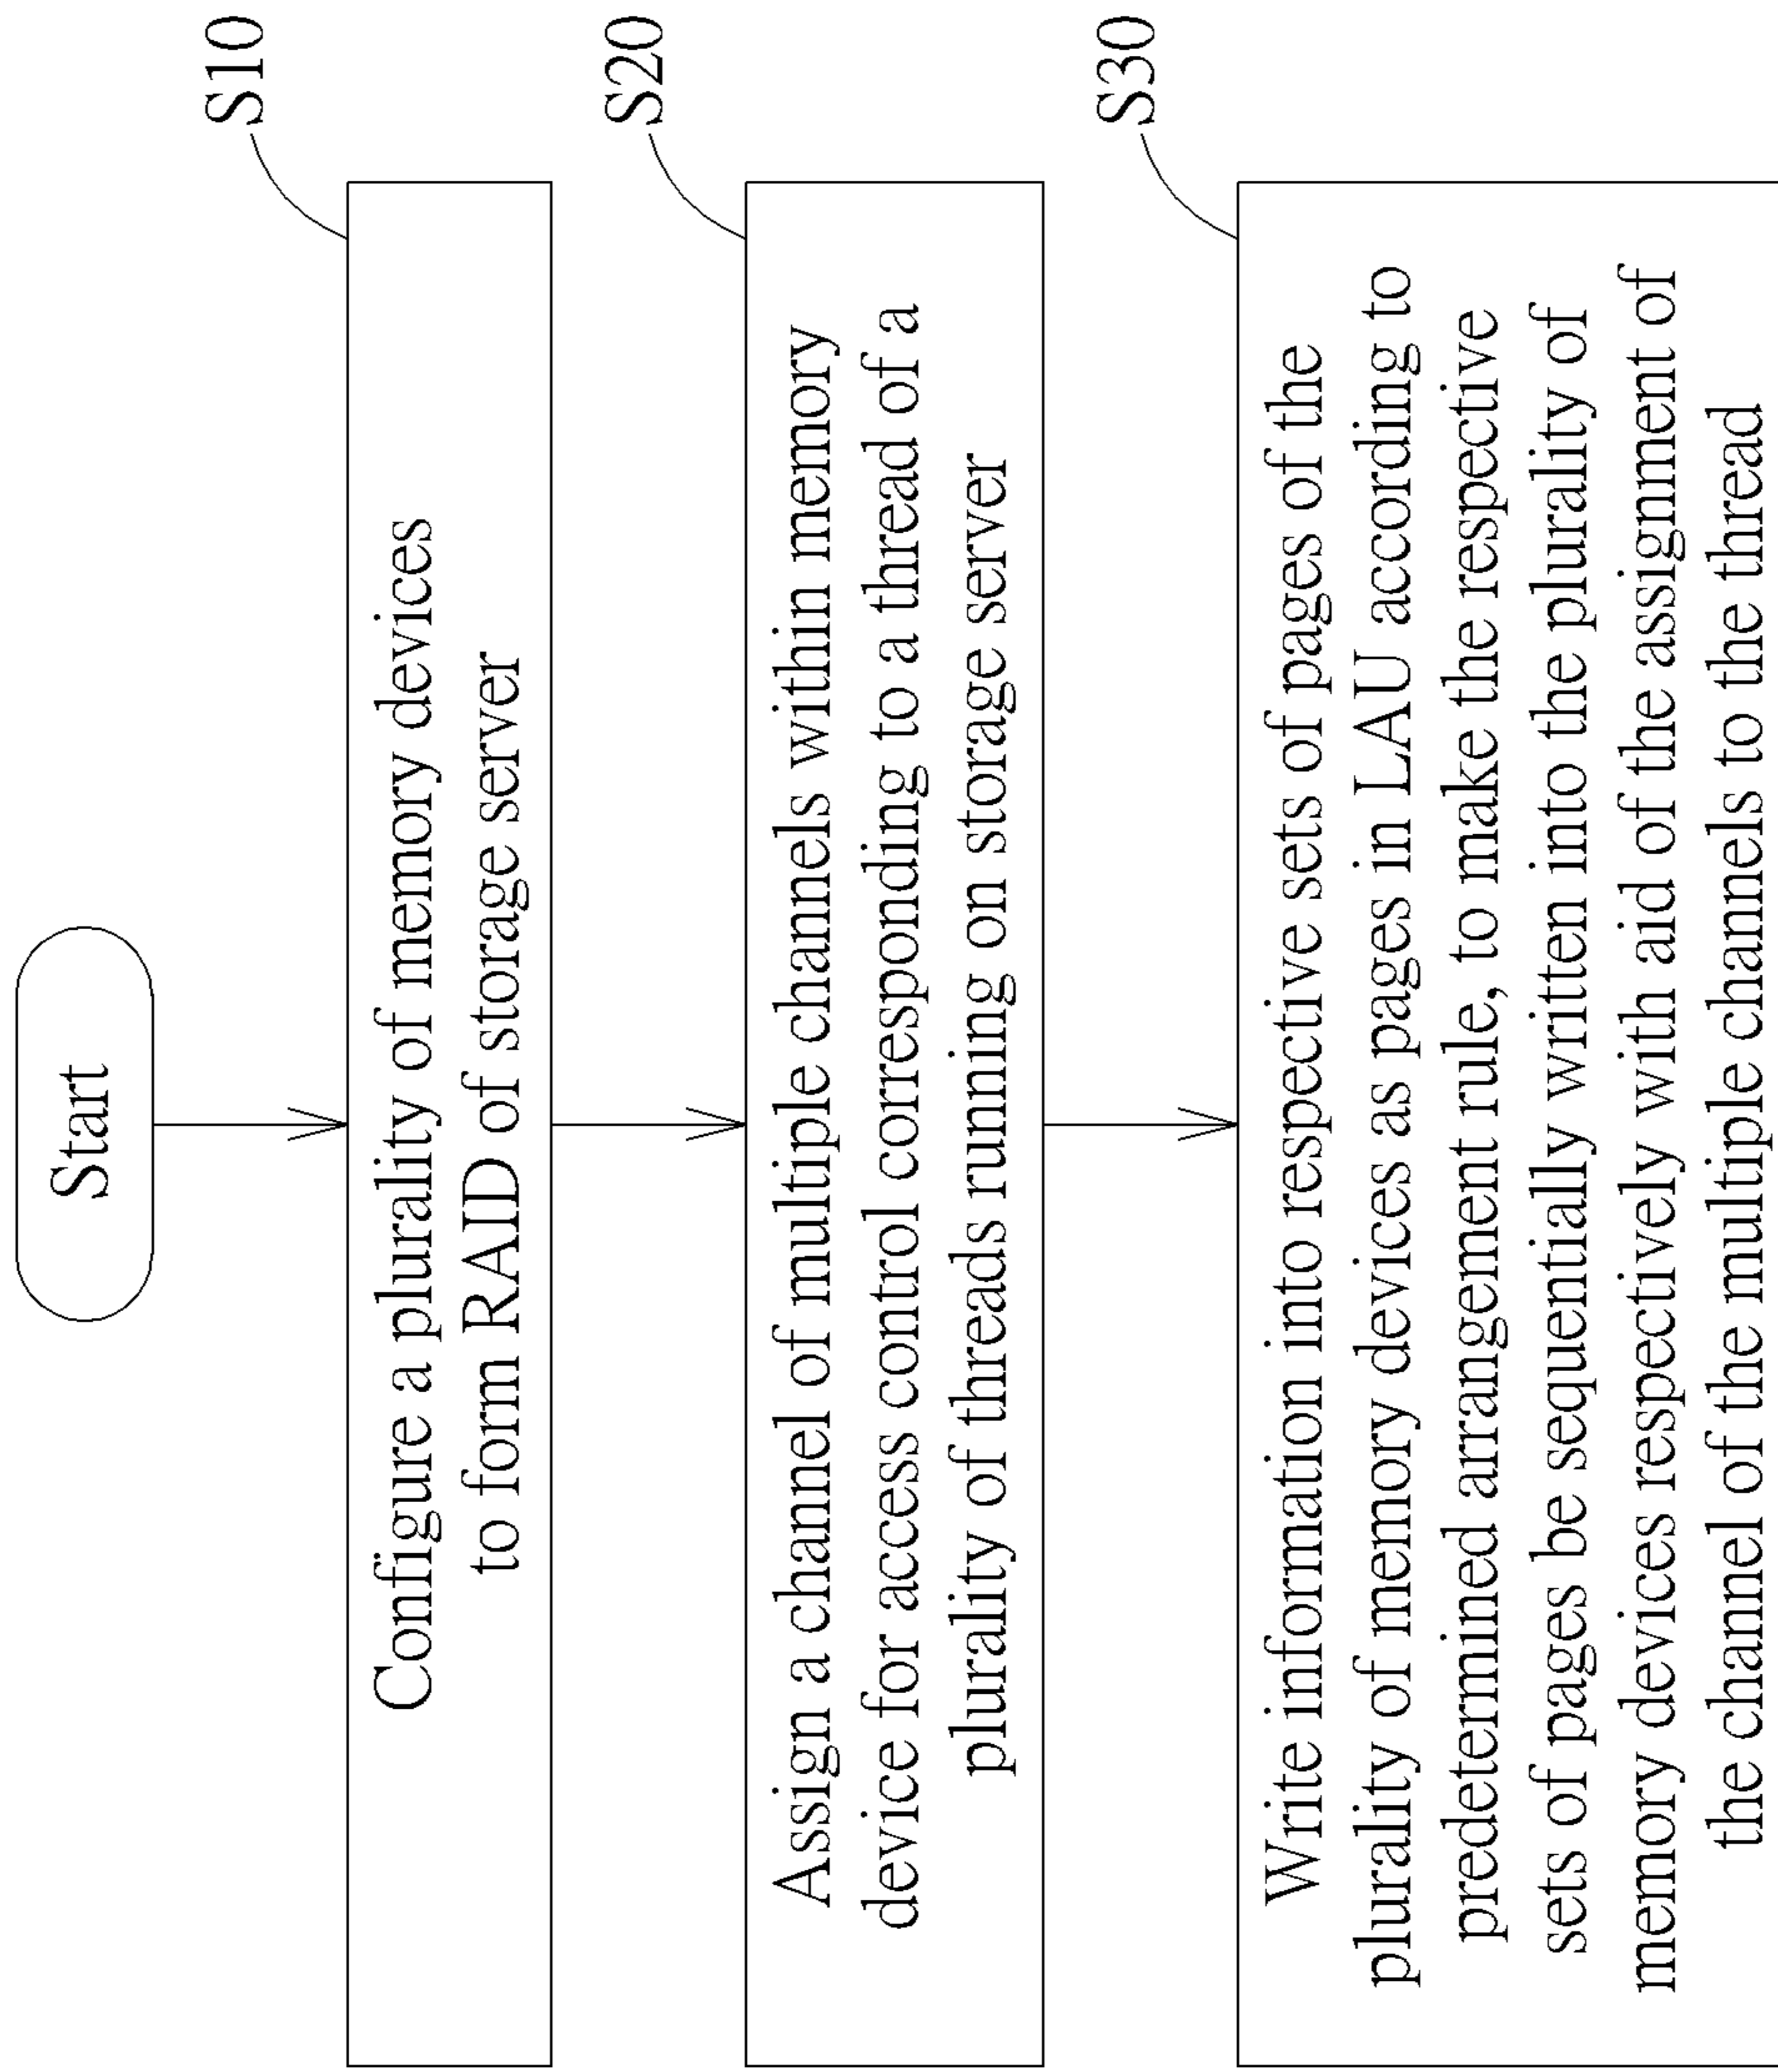 Start
S10
Configure a plurality of memory devices
to form RAID of storage server
S20
Assign a channel of multiple channels within memory
device for access control corresponding to a thread of a
plurality of threads running on storage server
S30
Write information into respective sets of pages of the
plurality of memory devices as pages in LAU according to
predetermined arrangement rule, to make the respective
sets of pages be sequentially written into the plurality of
memory devices respectively with aid of the assignment of
the channel of the multiple channels to the thread